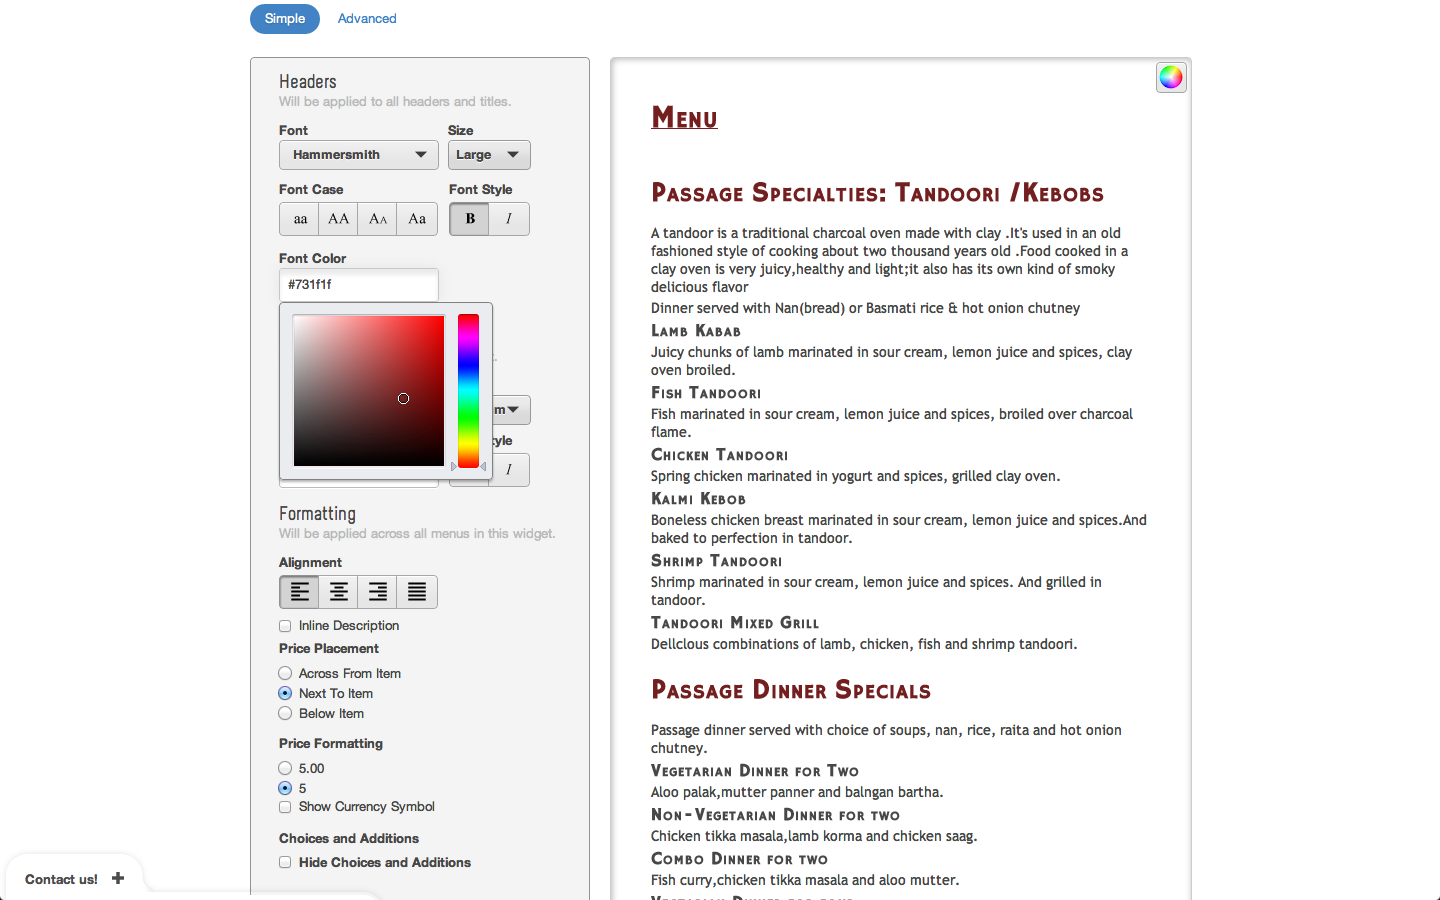 Simple Advanced
Headers
Will be applied to all headers and titles.
Font Size
Hammersmith Large
Font Case Font Style
aa AA AA Aa B I
Font Color
#731f1f
m
yle
I
Formatting
Will be applied across all menus in this widget.
Alignment
Inline Description
Price Placement
Across From Item
Next To Item
Below Item
Price Formatting
5.00
5
Show Currency Symbol
Choices and Additions
Hide Choices and Additions
Contact us! +
Menu
Passage Specialties: Tandoori /Kebobs
A tandoor is a traditional charcoal oven made with clay .It's used in an old
fashioned style of cooking about two thousand years old .Food cooked in a
clay oven is very juicy,healthy and light;it also has its own kind of smoky
delicious flavor
Dinner served with Nan(bread) or Basmati rice & hot onion chutney
Lamb Kabab
Juicy chunks of lamb marinated in sour cream, lemon juice and spices, clay
oven broiled.
Fish Tandoori
Fish marinated in sour cream, lemon juice and spices, broiled over charcoal
flame.
Chicken Tandoori
Spring chicken marinated in yogurt and spices, grilled clay oven.
Kalmi Kebob
Boneless chicken breast marinated in sour cream, lemon juice and spices.And
baked to perfection in tandoor.
Shrimp Tandoori
Shrimp marinated in sour cream, lemon juice and spices. And grilled in
tandoor.
Tandoori Mixed Grill
Dellclous combinations of lamb, chicken, fish and shrimp tandoori.
Passage Dinner Specials
Passage dinner served with choice of soups, nan, rice, raita and hot onion
chutney.
Vegetarian Dinner for Two
Aloo palak,mutter panner and balngan bartha.
Non-Vegetarian Dinner for two
Chicken tikka masala,lamb korma and chicken saag.
Combo Dinner for two
Fish curry,chicken tikka masala and aloo mutter.